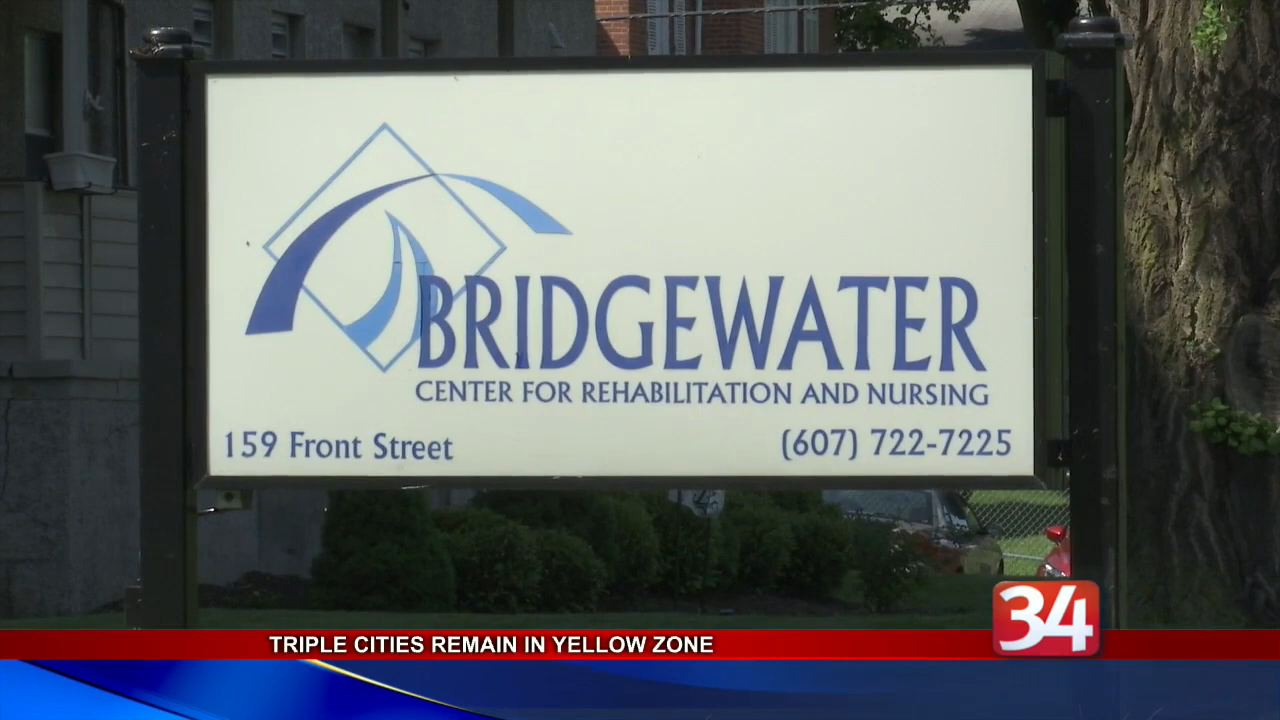 BRIDGEWATER
CENTER FOR REHABILITATION AND NURSING
159 Front Street (607) 722-7225
34
TRIPLE CITIES REMAIN IN YELLOW ZONE